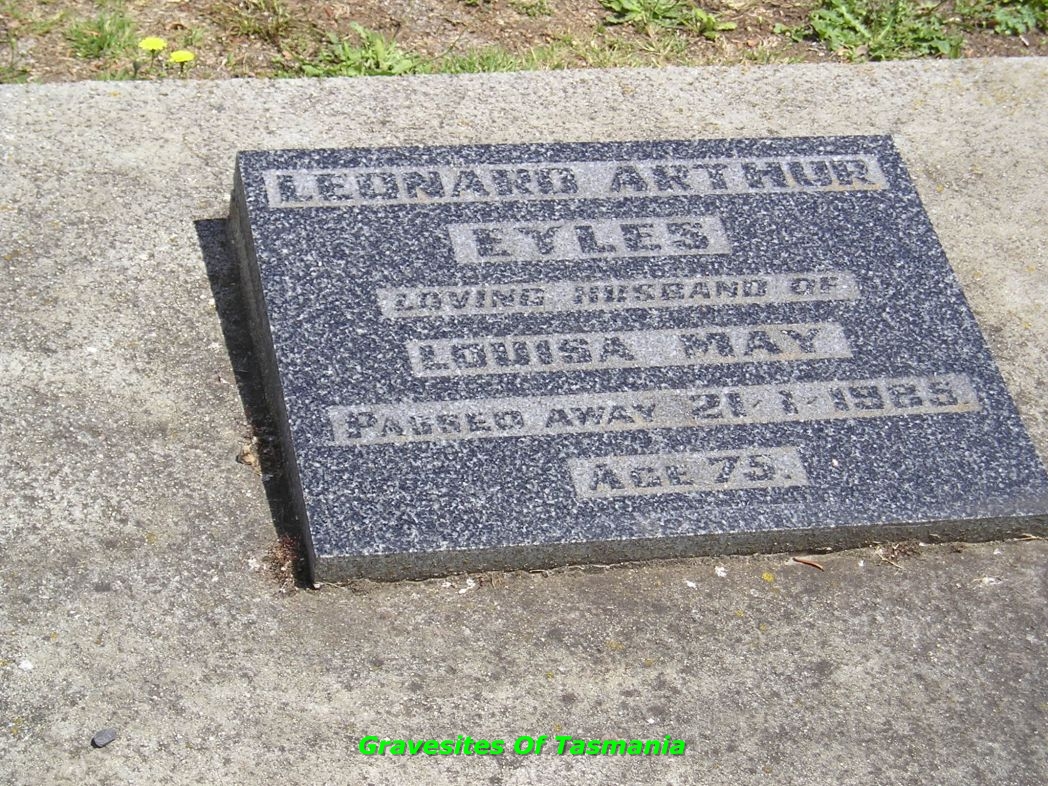 LEONARD ARTHUR
EYLES
LOVING HUSBAND OF
LOUISA MAY
PASSED AWAY 21-1-1985
AGE 75.
Gravesites Of Tasmania